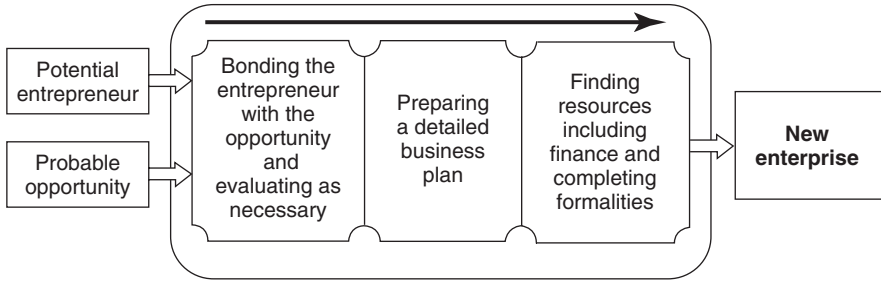 Potential
entrepreneur
Probable
opportunity
Bonding the
entrepreneur
with the
opportunity
and
evaluating as
necessary
Preparing
a detailed
business
plan
Finding
resources
including
finance and
completing
formalities
New
enterprise